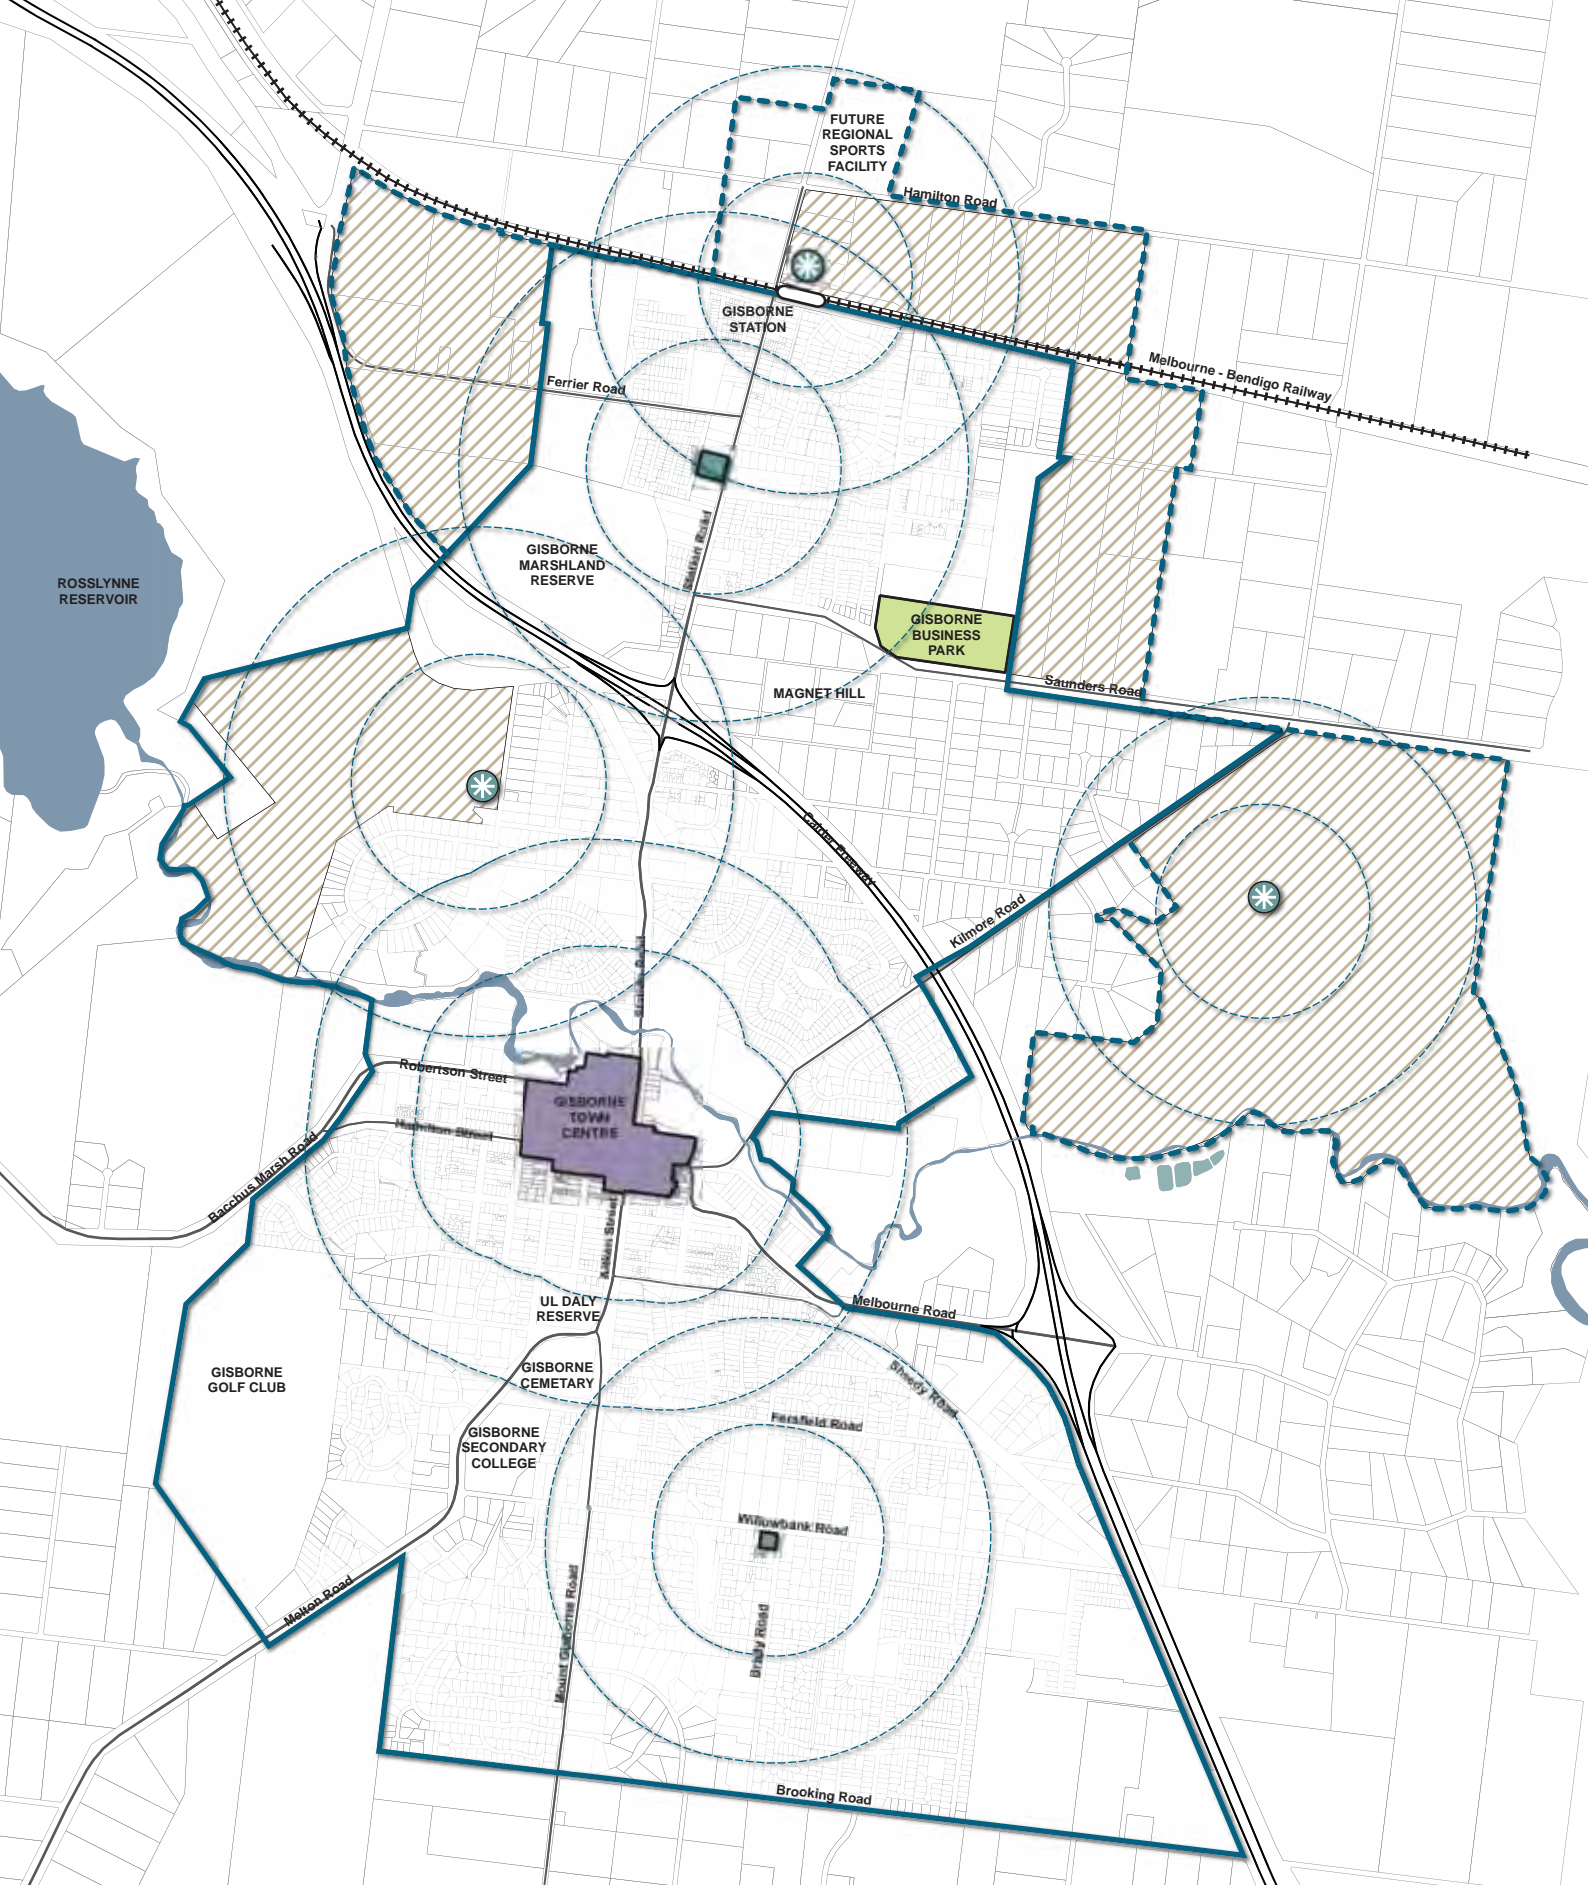 FUTURE
REGIONAL
SPORTS
FACILITY
Hamilton Road
GISBORNE
STATION
Melbourne - Bendigo Railway
Ferrier Road
Station Road
GISBORNE
MARSHLAND
RESERVE
ROSSLYNNE
RESERVOIR
GISBORNE
BUSINESS
PARK
MAGNET HILL
Saunders Road
Calder Freeway
Kilmore Road
Robertson Street
Hamilton Street
GISBORNE
TOWN
CENTRE
Bacchus Marsh Road
Aitken Street
UL DALY
RESERVE
Melbourne Road
GISBORNE
GOLF CLUB
GISBORNE
CEMETARY
Sheedy Road
Fersfield Road
GISBORNE
SECONDARY
COLLEGE
Willowbank Road
Melton Road
Mount Gisborne Road
Brady Road
Brooking Road